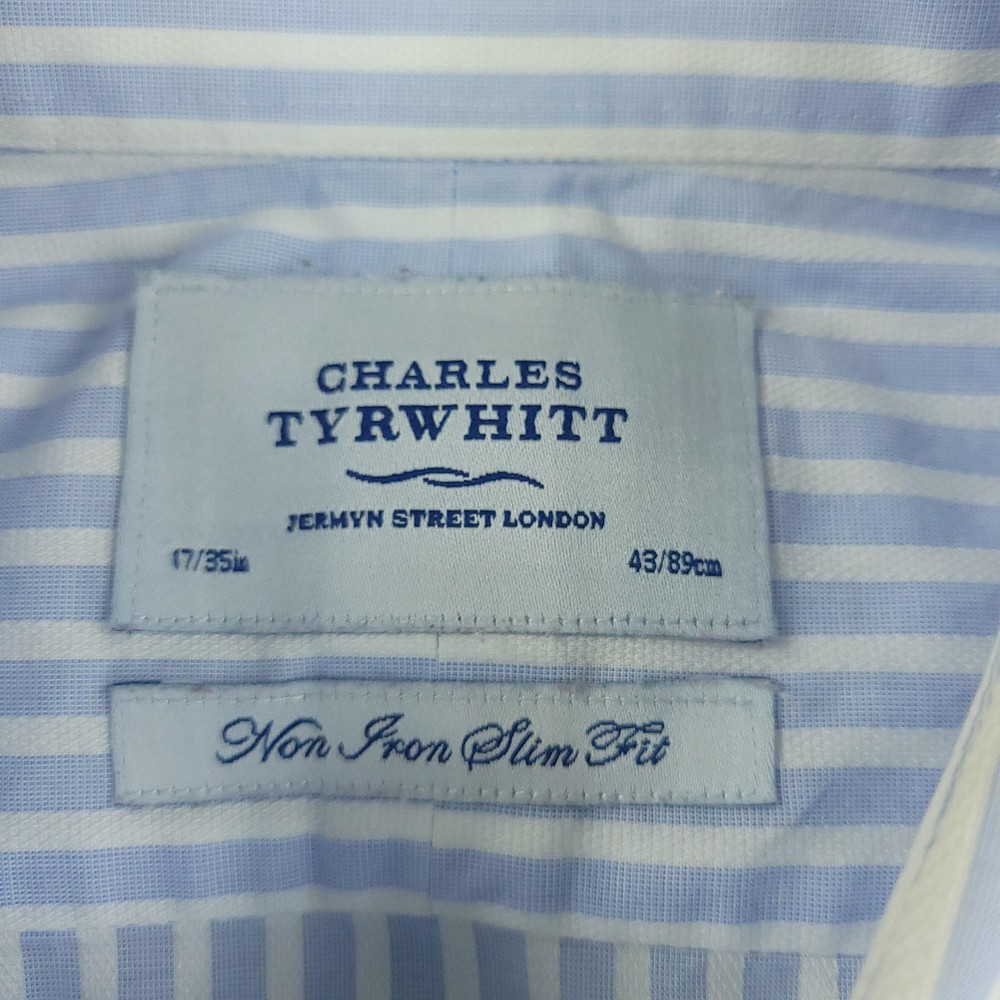 CHARLES
TYRWHITT
JERMYN STREET LONDON
17/35in 43/89cm
Non Iron Slim Fit